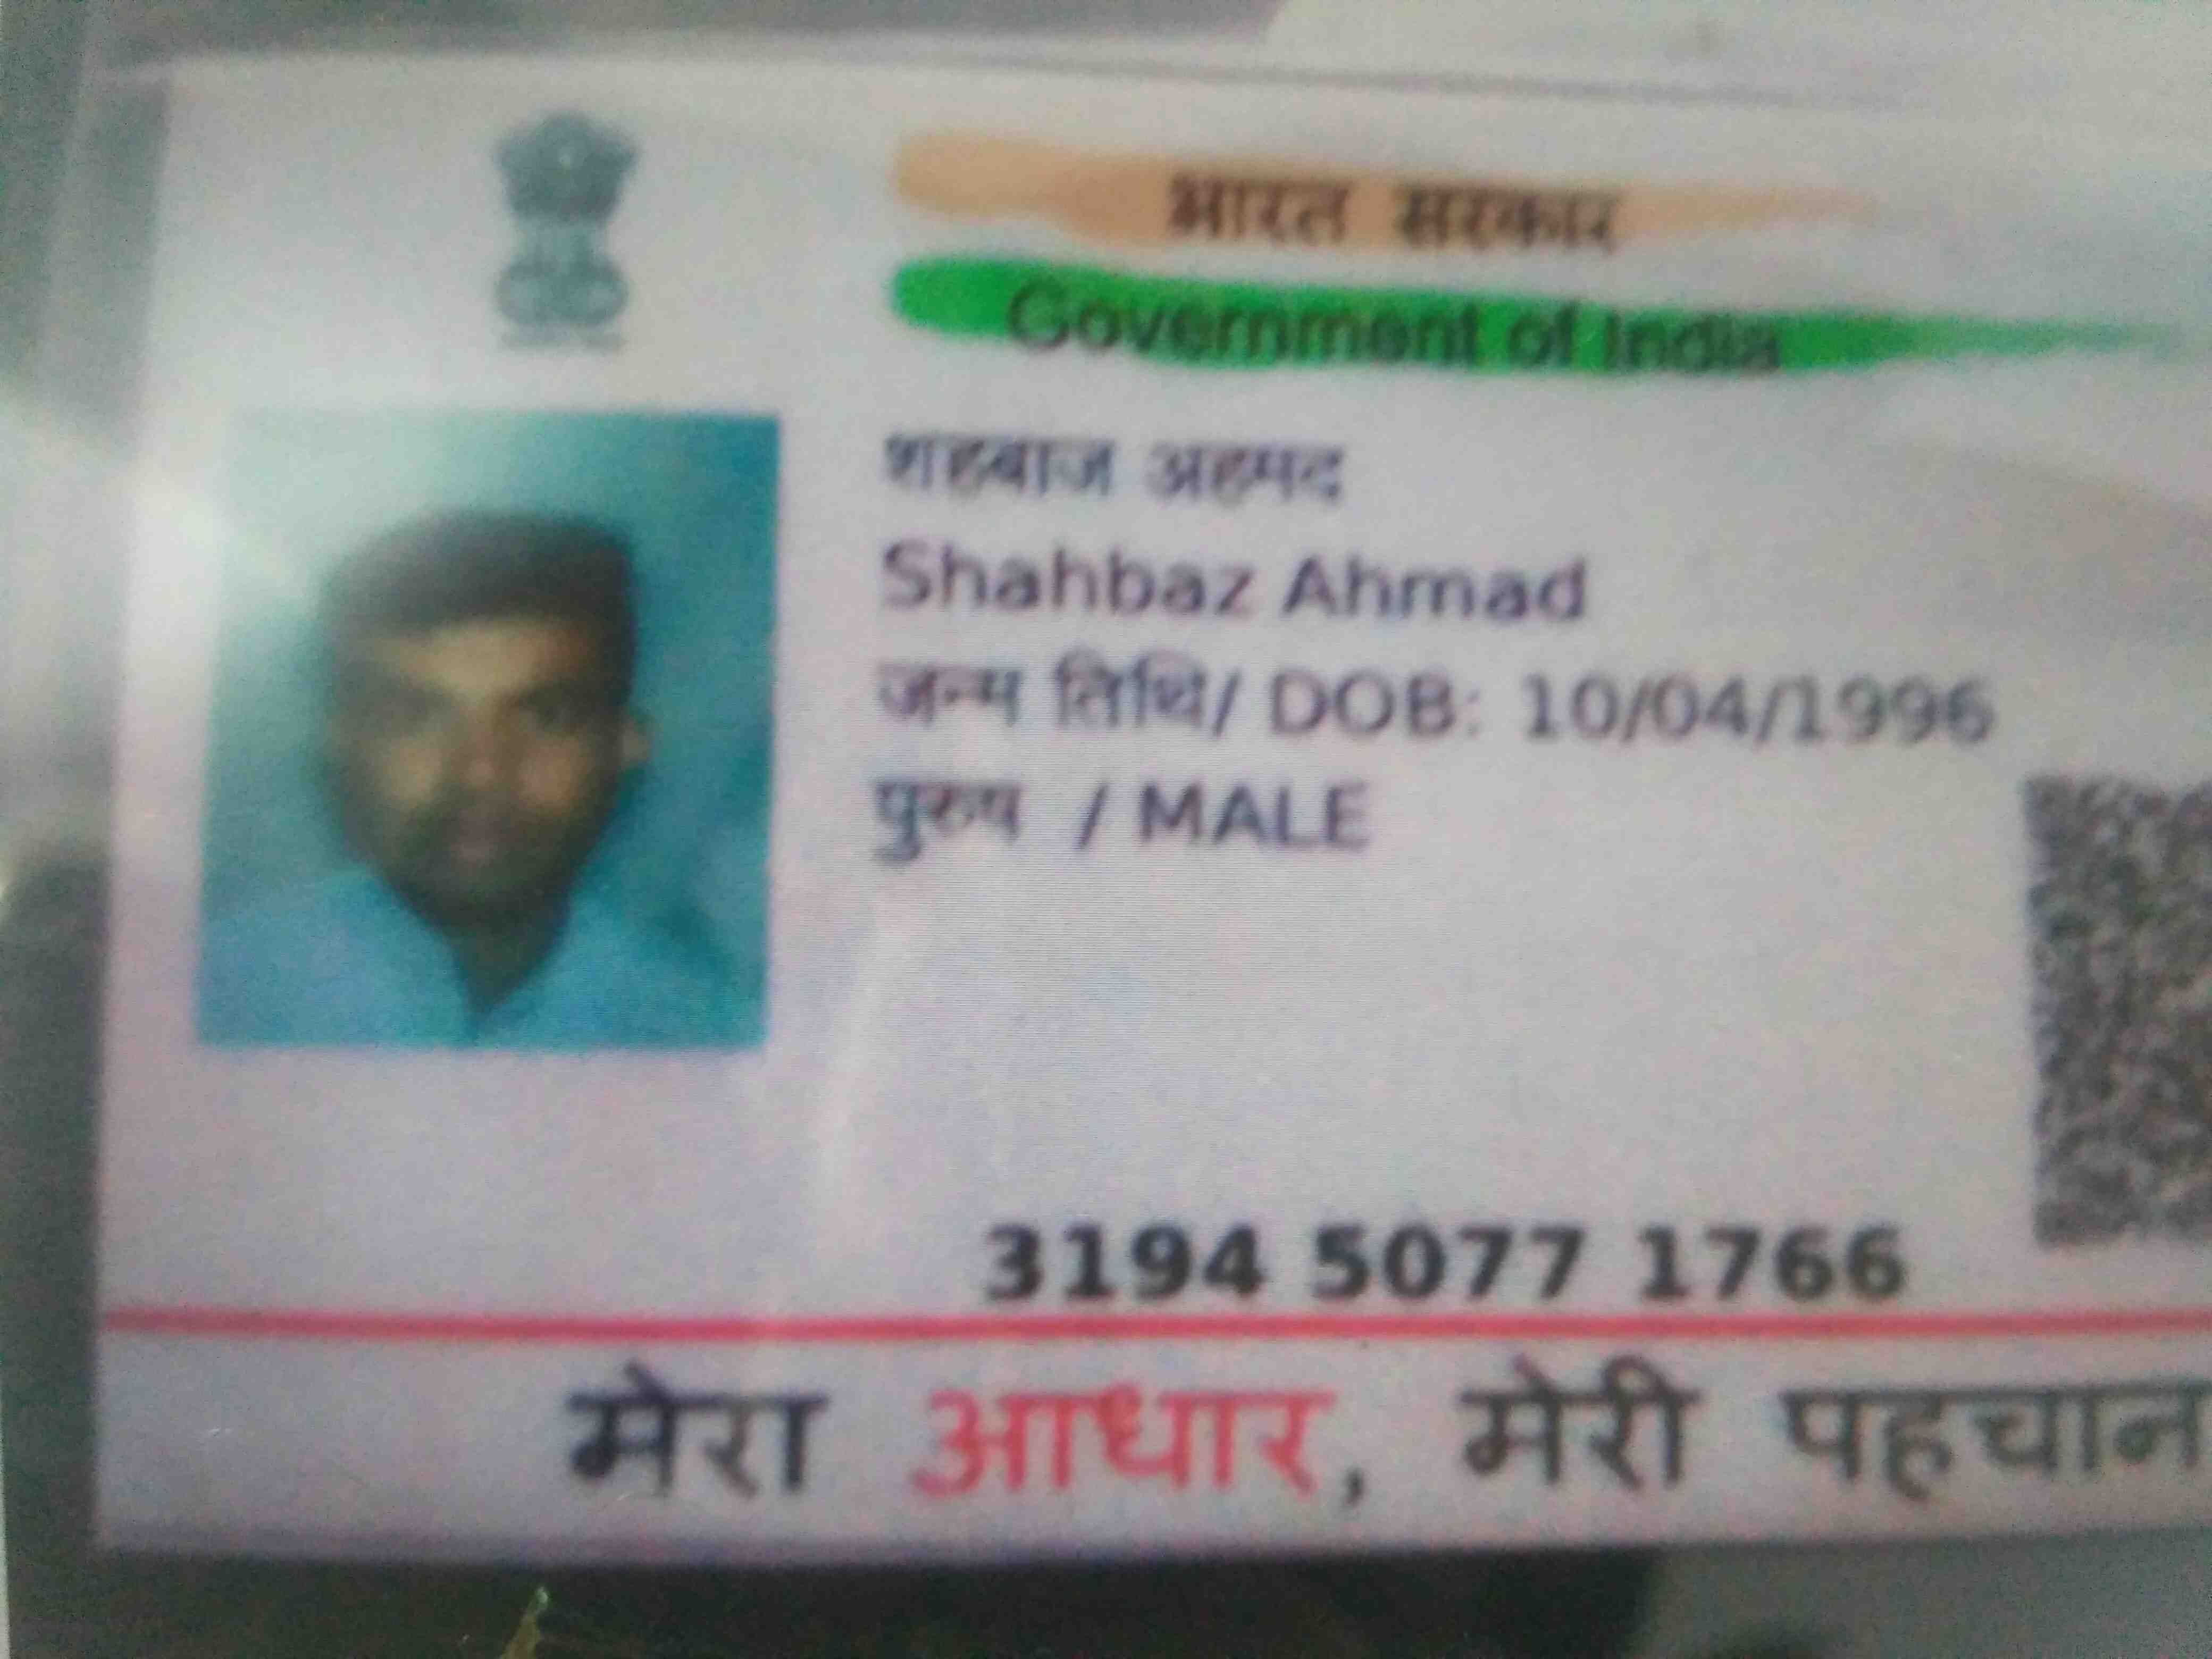 भारत सरकार
Government of India
शहबाज अहमद
Shahbaz Ahmad
जन्म तिथि/ DOB: 10/04/1996
पुरुष / MALE
3194 5077 1766
मेरा आधार, मेरी पहचान